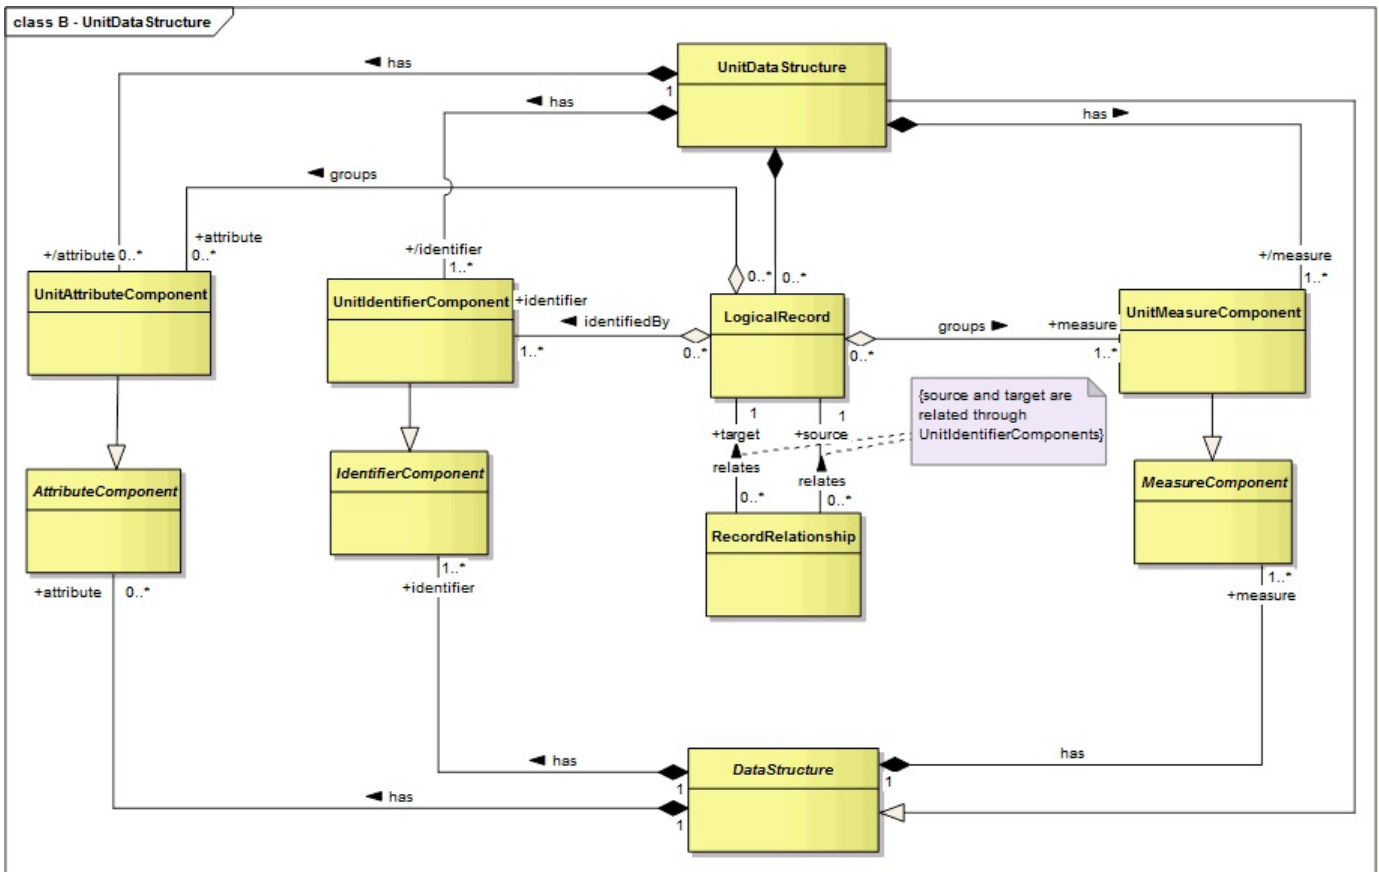 class B - UnitDataStructure
UnitDataStructure
◄ has
1
◄ has
has ►
◄ groups
+attribute
0..*
+/attribute 0..*
+/identifier
1..*
+/measure
1..*
0..*
0..*
UnitAttributeComponent
UnitIdentifierComponent
+identifier
◄ identifiedBy
1..*
0..*
LogicalRecord
groups ►
0..*
+measure
1..*
UnitMeasureComponent
{source and target are
related through
UnitIdentifierComponents}
1
1
+target
+source
relates
relates
0..*
0..*
AttributeComponent
IdentifierComponent
MeasureComponent
RecordRelationship
+attribute
0..*
1..*
+identifier
1..*
+measure
◄ has
1
DataStructure
has
1
◄ has
1